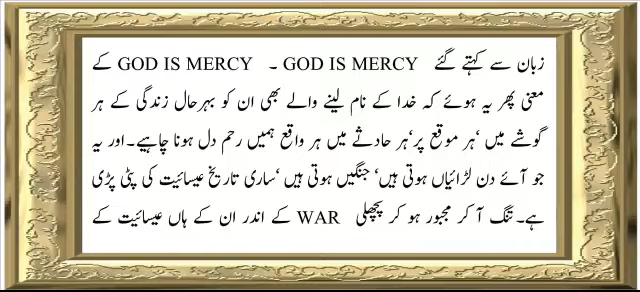 زبان سے کہتے گئے GOD IS MERCY ۔ GOD IS MERCY کے
معنی پھر یہ ہوئے کہ خدا کے نام لینے والے بھی ان کو بہرحال زندگی کے ہر
گوشے میں 'ہر موقع پر'ہر حادثے میں ہر واقع ہمیں رحم دل ہونا چاہیے۔اور یہ
جو آئے دن لڑائیاں ہوتی ہیں' جنگیں ہوتی ہیں 'ساری تاریخ عیسائیت کی پٹی پڑی
ہے۔ تنگ آ کر مجبور ہو کر پچھلی WAR کے اندر ان کے ہاں عیسائیت کے